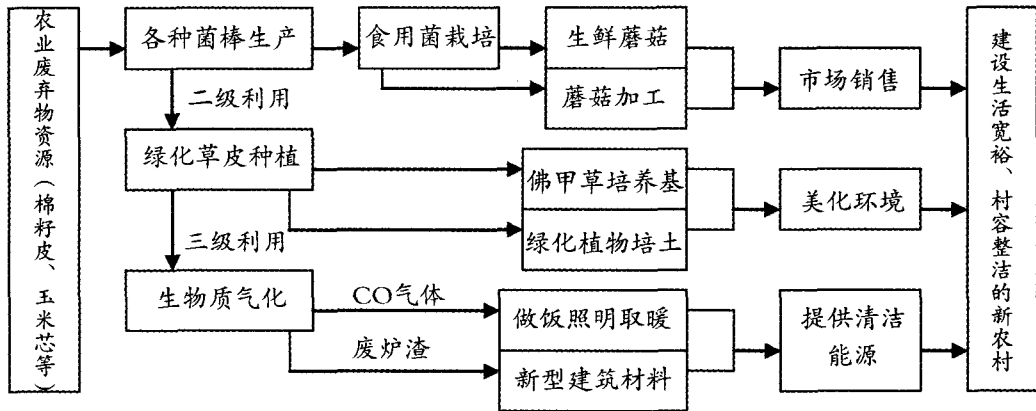 农业废弃物资源（棉籽皮、玉米芯等）
各种菌棒生产
食用菌栽培
生鲜蘑菇
蘑菇加工
市场销售
二级利用
绿化草皮种植
佛甲草培养基
绿化植物培土
美化环境
三级利用
生物质气化
CO气体
废炉渣
做饭照明取暖
新型建筑材料
提供清洁
能源
建设生活宽裕、村容整洁的新农村